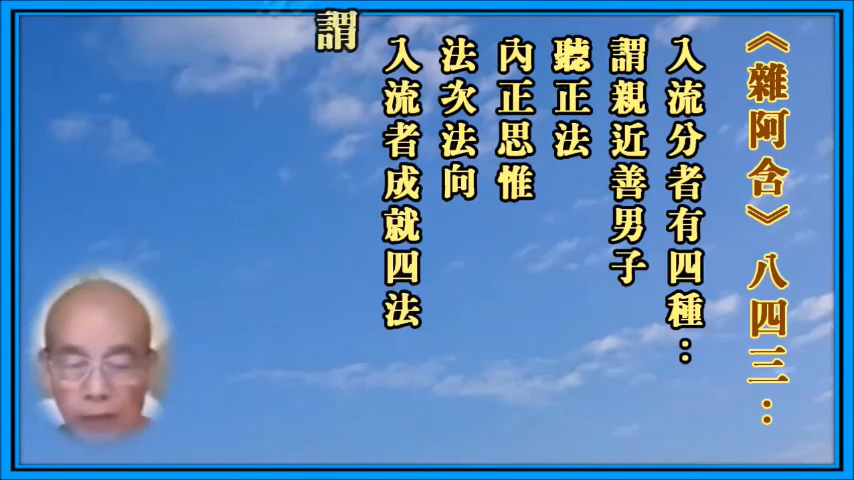 《雜阿含》八四三：
入流分者有四種：
謂親近善男子
聽正法
內正思惟
法次法向
入流者成就四法
謂